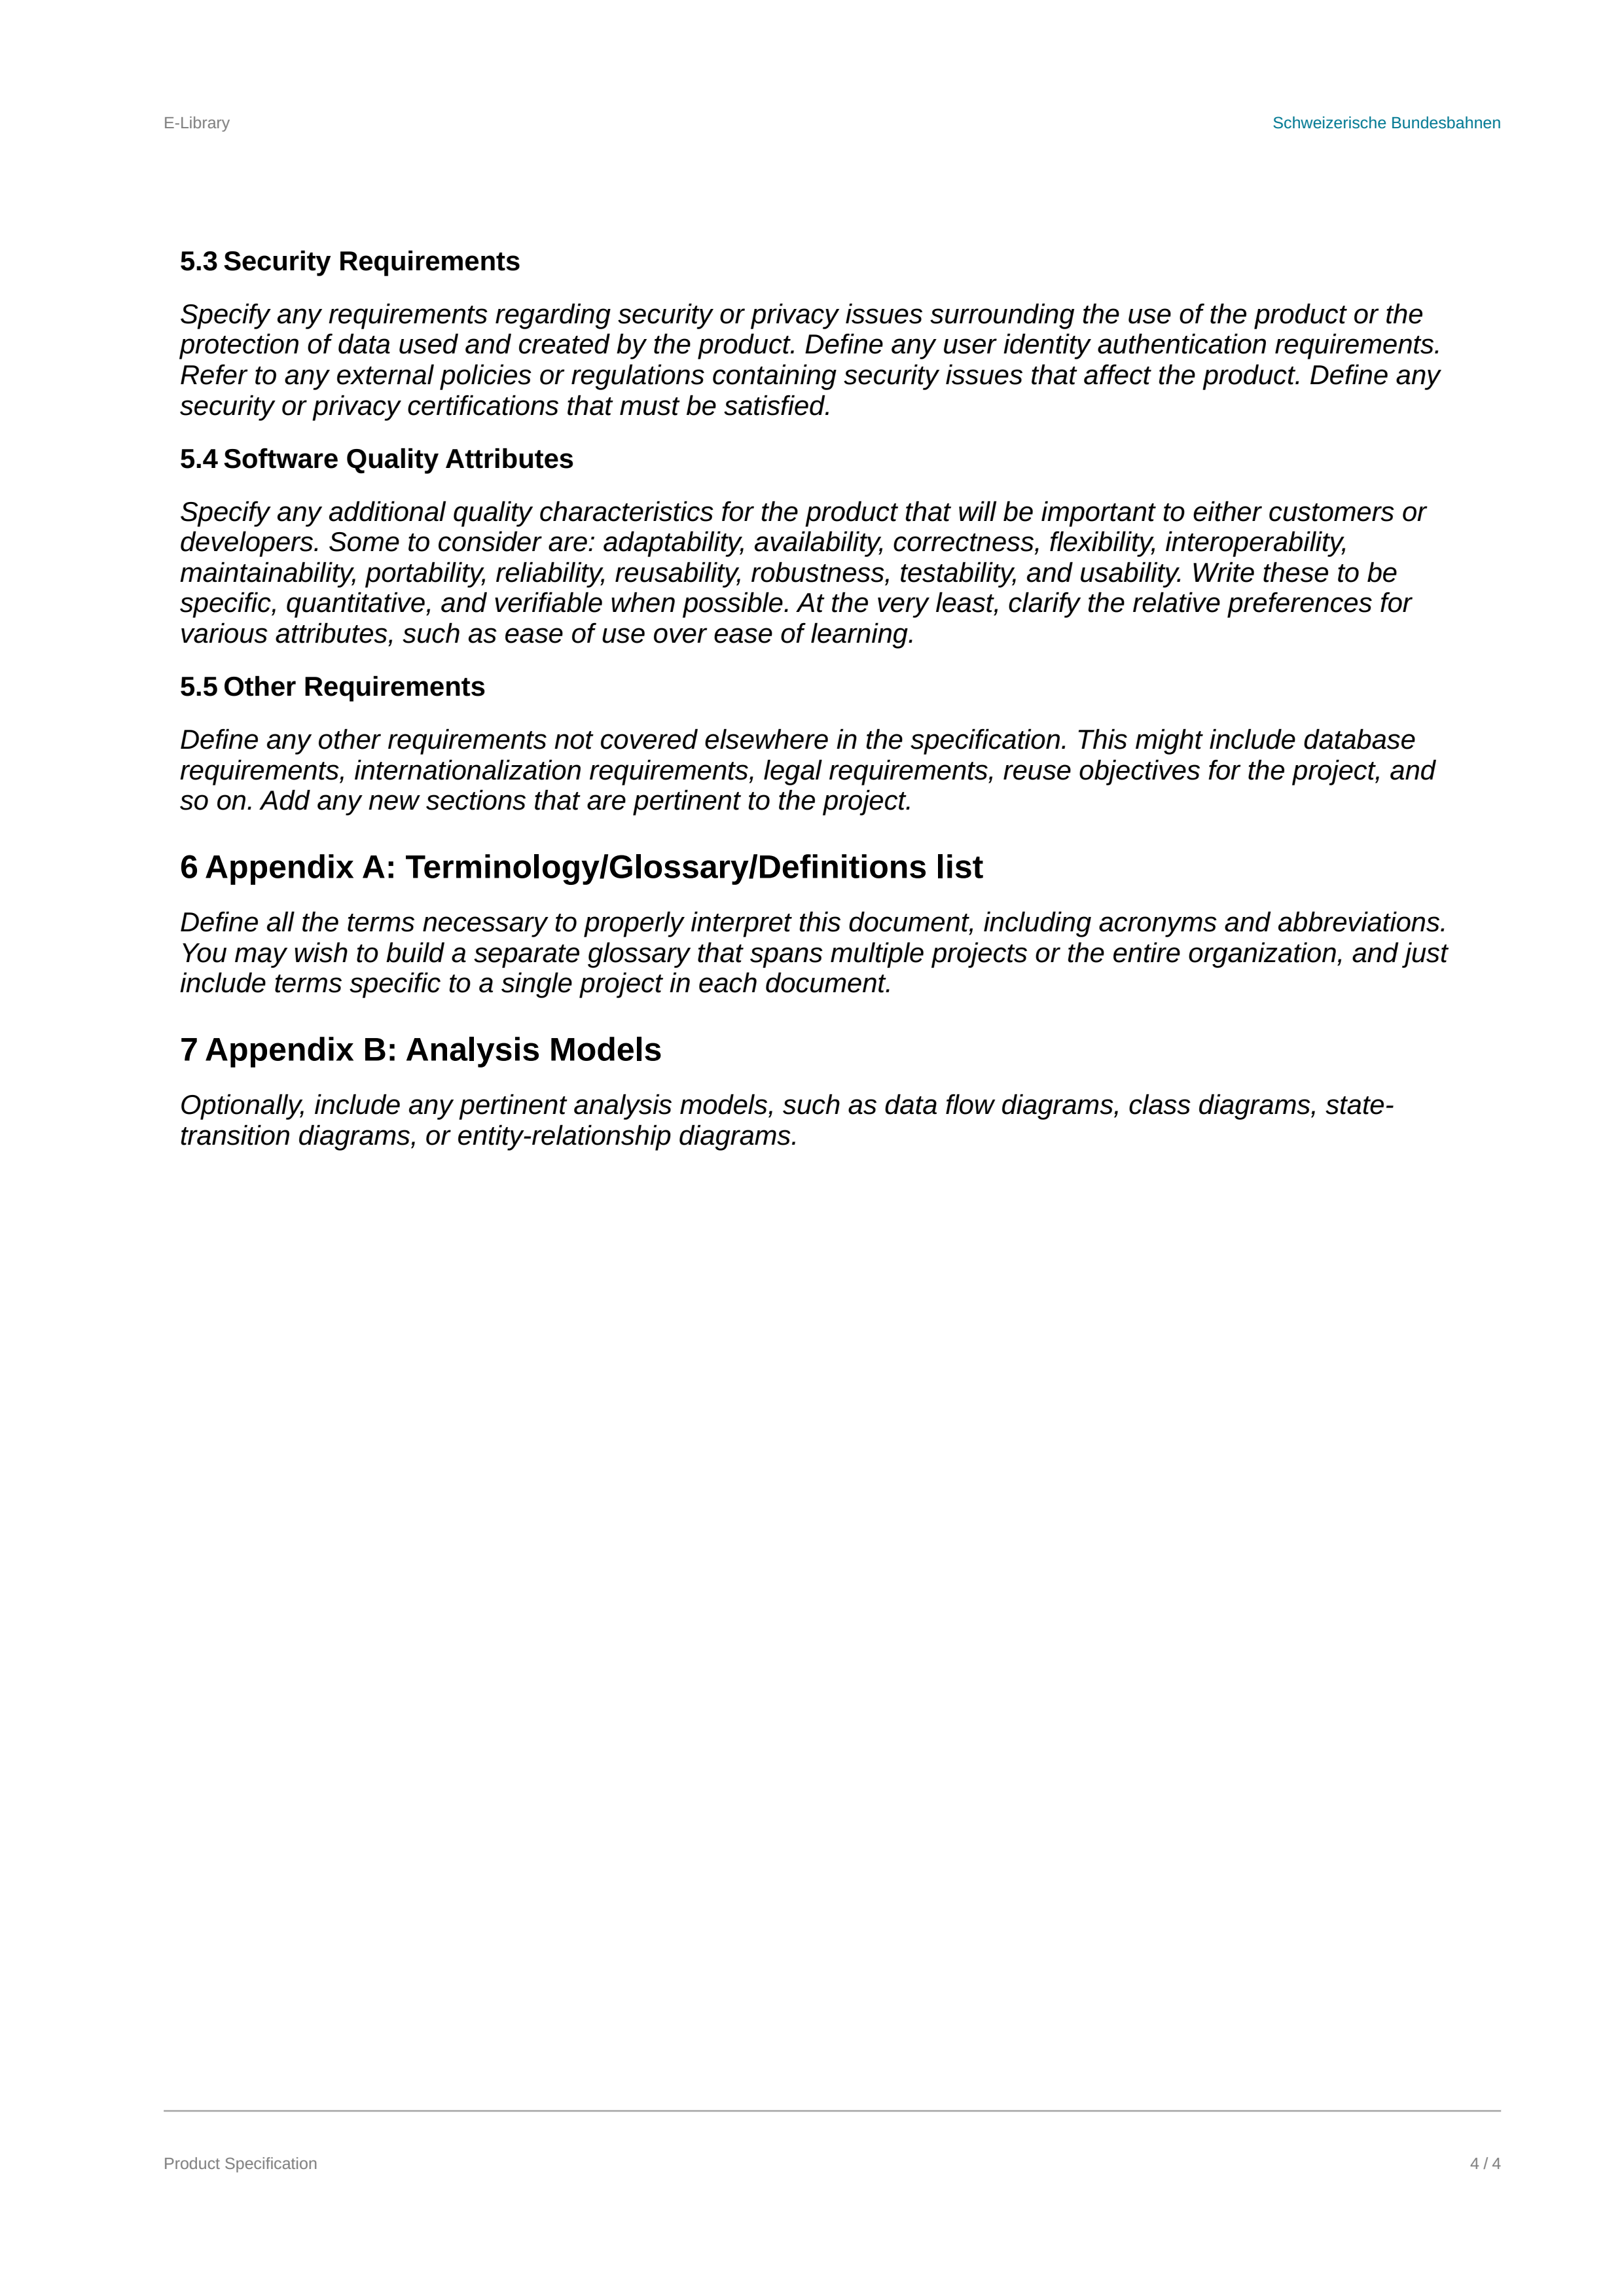 E-Library
Schweizerische Bundesbahnen
5.3 Security Requirements
Specify any requirements regarding security or privacy issues surrounding the use of the product or the
protection of data used and created by the product. Define any user identity authentication requirements.
Refer to any external policies or regulations containing security issues that affect the product. Define any
security or privacy certifications that must be satisfied.
5.4 Software Quality Attributes
Specify any additional quality characteristics for the product that will be important to either customers or
developers. Some to consider are: adaptability, availability, correctness, flexibility, interoperability,
maintainability, portability, reliability, reusability, robustness, testability, and usability. Write these to be
specific, quantitative, and verifiable when possible. At the very least, clarify the relative preferences for
various attributes, such as ease of use over ease of learning.
5.5 Other Requirements
Define any other requirements not covered elsewhere in the specification. This might include database
requirements, internationalization requirements, legal requirements, reuse objectives for the project, and
so on. Add any new sections that are pertinent to the project.
6 Appendix A: Terminology/Glossary/Definitions list
Define all the terms necessary to properly interpret this document, including acronyms and abbreviations.
You may wish to build a separate glossary that spans multiple projects or the entire organization, and just
include terms specific to a single project in each document.
7 Appendix B: Analysis Models
Optionally, include any pertinent analysis models, such as data flow diagrams, class diagrams, state-
transition diagrams, or entity-relationship diagrams.
Product Specification
4 / 4